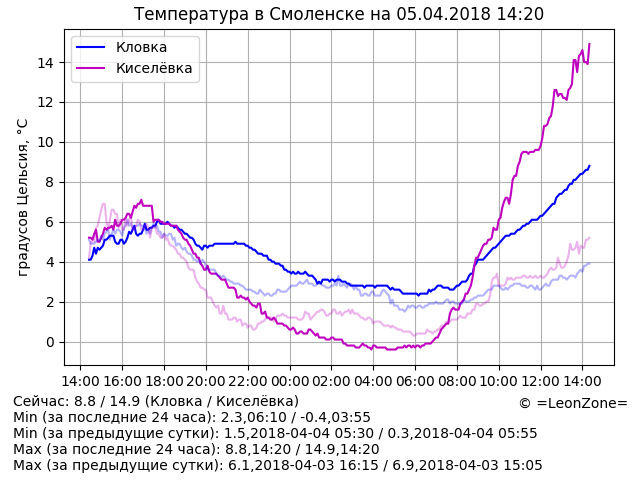 Температура в Смоленске на 05.04.2018 14:20
Кловка
Киселёвка
градусов Цельсия, °C
14
12
10
8
6
4
2
0
14:00 16:00 18:00 20:00 22:00 00:00 02:00 04:00 06:00 08:00 10:00 12:00 14:00
Сейчас: 8.8 / 14.9 (Кловка / Киселёвка)
© =LeonZone=
Min (за последние 24 часа): 2.3,06:10 / -0.4,03:55
Min (за предыдущие сутки): 1.5,2018-04-04 05:30 / 0.3,2018-04-04 05:55
Max (за последние 24 часа): 8.8,14:20 / 14.9,14:20
Max (за предыдущие сутки): 6.1,2018-04-03 16:15 / 6.9,2018-04-03 15:05